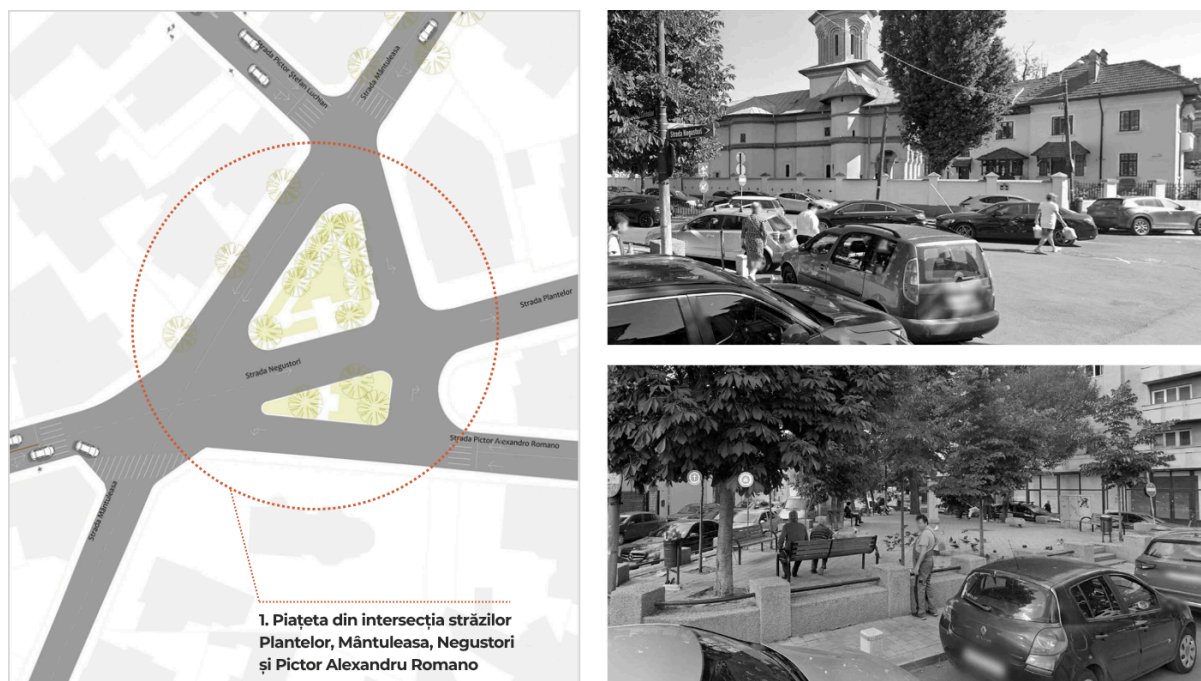 Strada Pictor Ștefan Luchian
Strada Mântuleasa
Strada Plantelor
Strada Negustori
Strada Pictor Alexandro Romano
Strada Mântuleasa
1. Piațeta din intersecția străzilor
Plantelor, Mântuleasa, Negustori
și Pictor Alexandru Romano
Strada Negustori